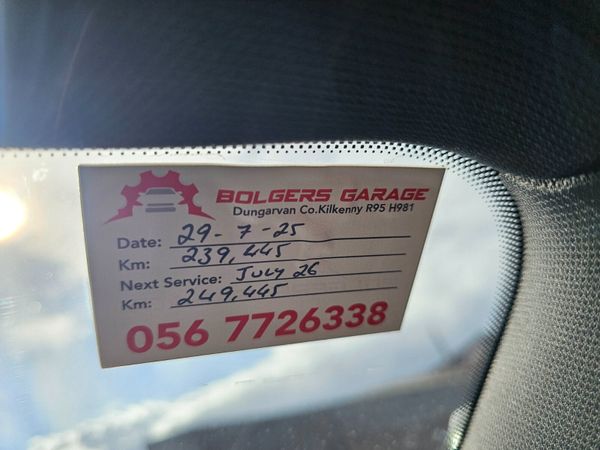 BOLGERS GARAGE
Dungarvan Co.Kilkenny R95 H981
Date: 29-7-25
Km: 239,445
Next Service: JULY 26
Km: 249,445
056 7726338